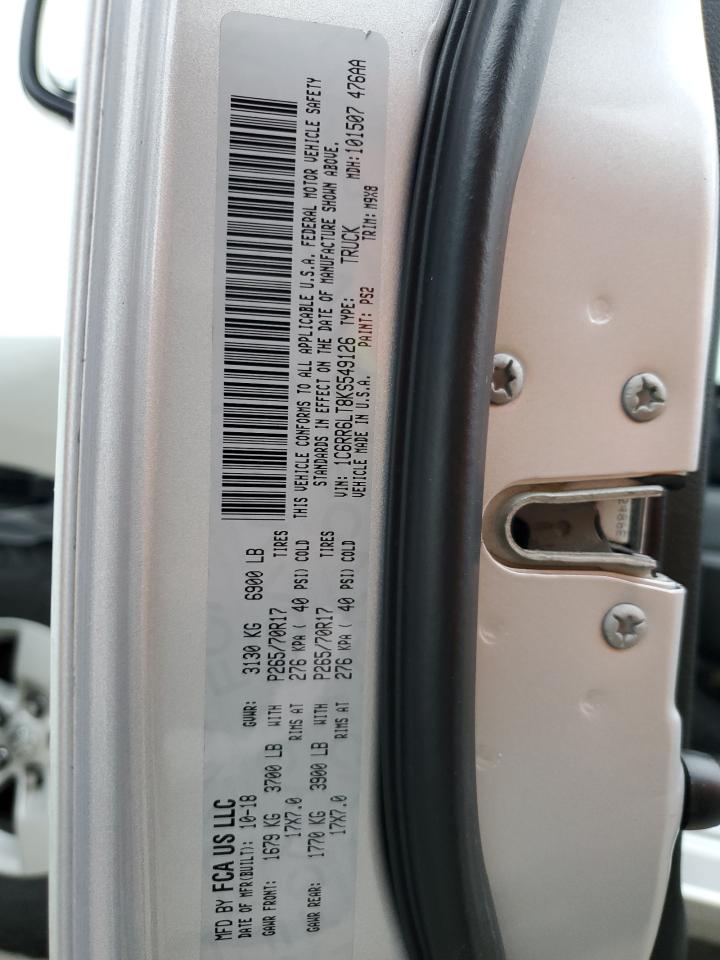 MFD BY FCA US LLC
DATE OF MFR(BUILT): 10-18 GVWR: 3130 KG 6900 LB
GAWR FRONT: 1679 KG 3700 LB WITH P265/70R17 TIRES
17X7.0 RIMS AT 276 KPA ( 40 PSI) COLD
GAWR REAR: 1770 KG 3900 LB WITH P265/70R17 TIRES
17X7.0 RIMS AT 276 KPA ( 40 PSI) COLD
THIS VEHICLE CONFORMS TO ALL APPLICABLE U.S.A. FEDERAL MOTOR VEHICLE SAFETY
STANDARDS IN EFFECT ON THE DATE OF MANUFACTURE SHOWN ABOVE.
VIN: 1C6RR6LT8KS549126 TYPE: TRUCK MDH:101507 476AA
VEHICLE MADE IN U.S.A. PAINT: PS2 TRIM: M9X8